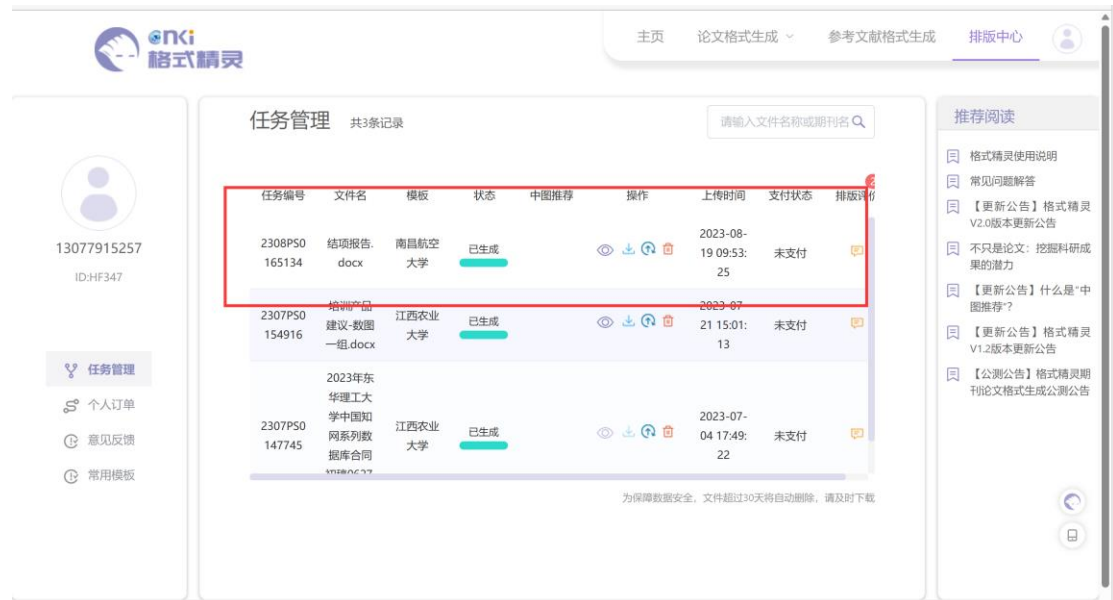 cnki
格式精灵
主页
论文格式生成
参考文献格式生成
排版中心
13077915257
ID:HF347
任务管理
个人订单
意见反馈
常用模板
任务管理 共3条记录
请输入文件名称或期刊名
任务编号 文件名 模板 状态 中图推荐 操作 上传时间 支付状态 排版评价
2308PS0
165134
结项报告.
docx
南昌航空
大学
已生成
2023-08-
19 09:53:
25
未支付
2307PS0
154916
培训产品
建议-数图
一组.docx
江西农业
大学
已生成
2023-07-
21 15:01:
13
未支付
2307PS0
147745
2023年东
华理工大
学中国知
网系列数
据库合同
江西农业
大学
已生成
2023-07-
04 17:49:
22
未支付
为保障数据安全，文件超过30天将自动删除，请及时下载
推荐阅读
格式精灵使用说明
常见问题解答
【更新公告】格式精灵
V2.0版本更新公告
不只是论文：挖掘科研成
果的潜力
【更新公告】什么是“中
图推荐”?
【更新公告】格式精灵
V1.2版本更新公告
【公测公告】格式精灵期
刊论文格式生成公测公告